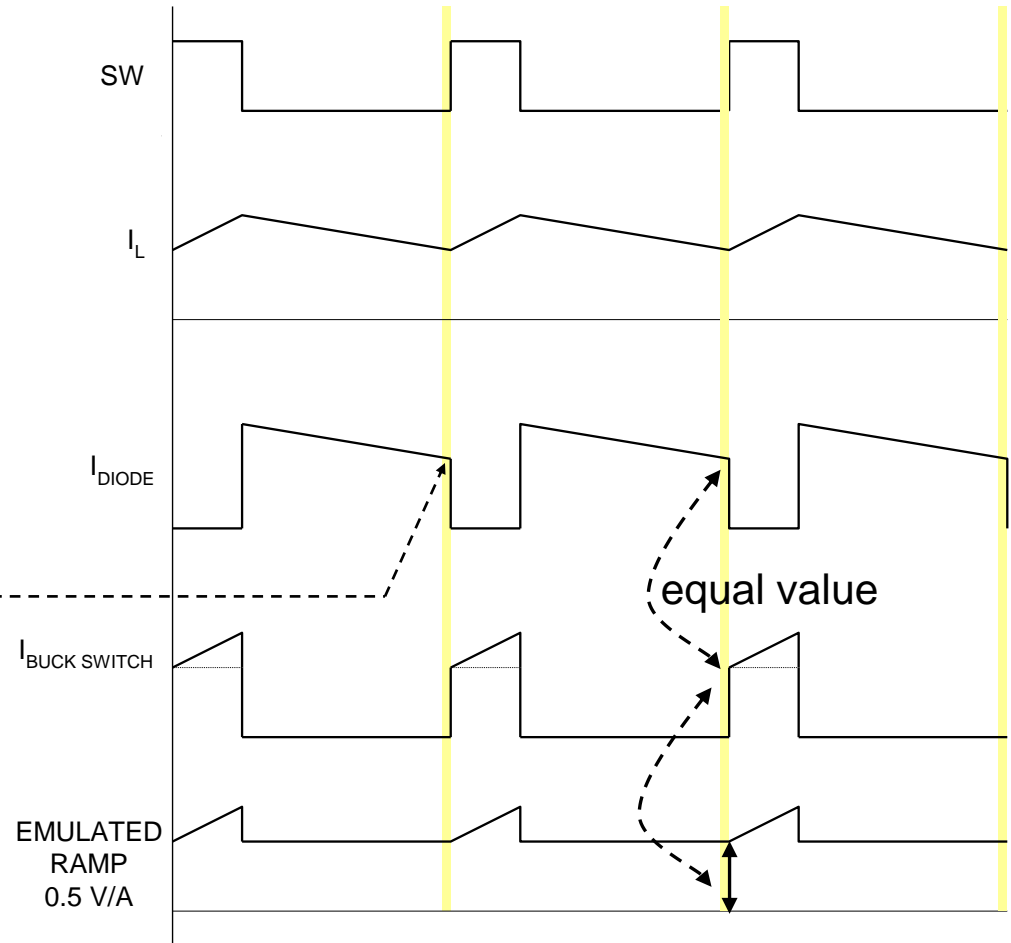 SW
I_L
I_DIODE
equal value
I_BUCK SWITCH
EMULATED
RAMP
0.5 V/A